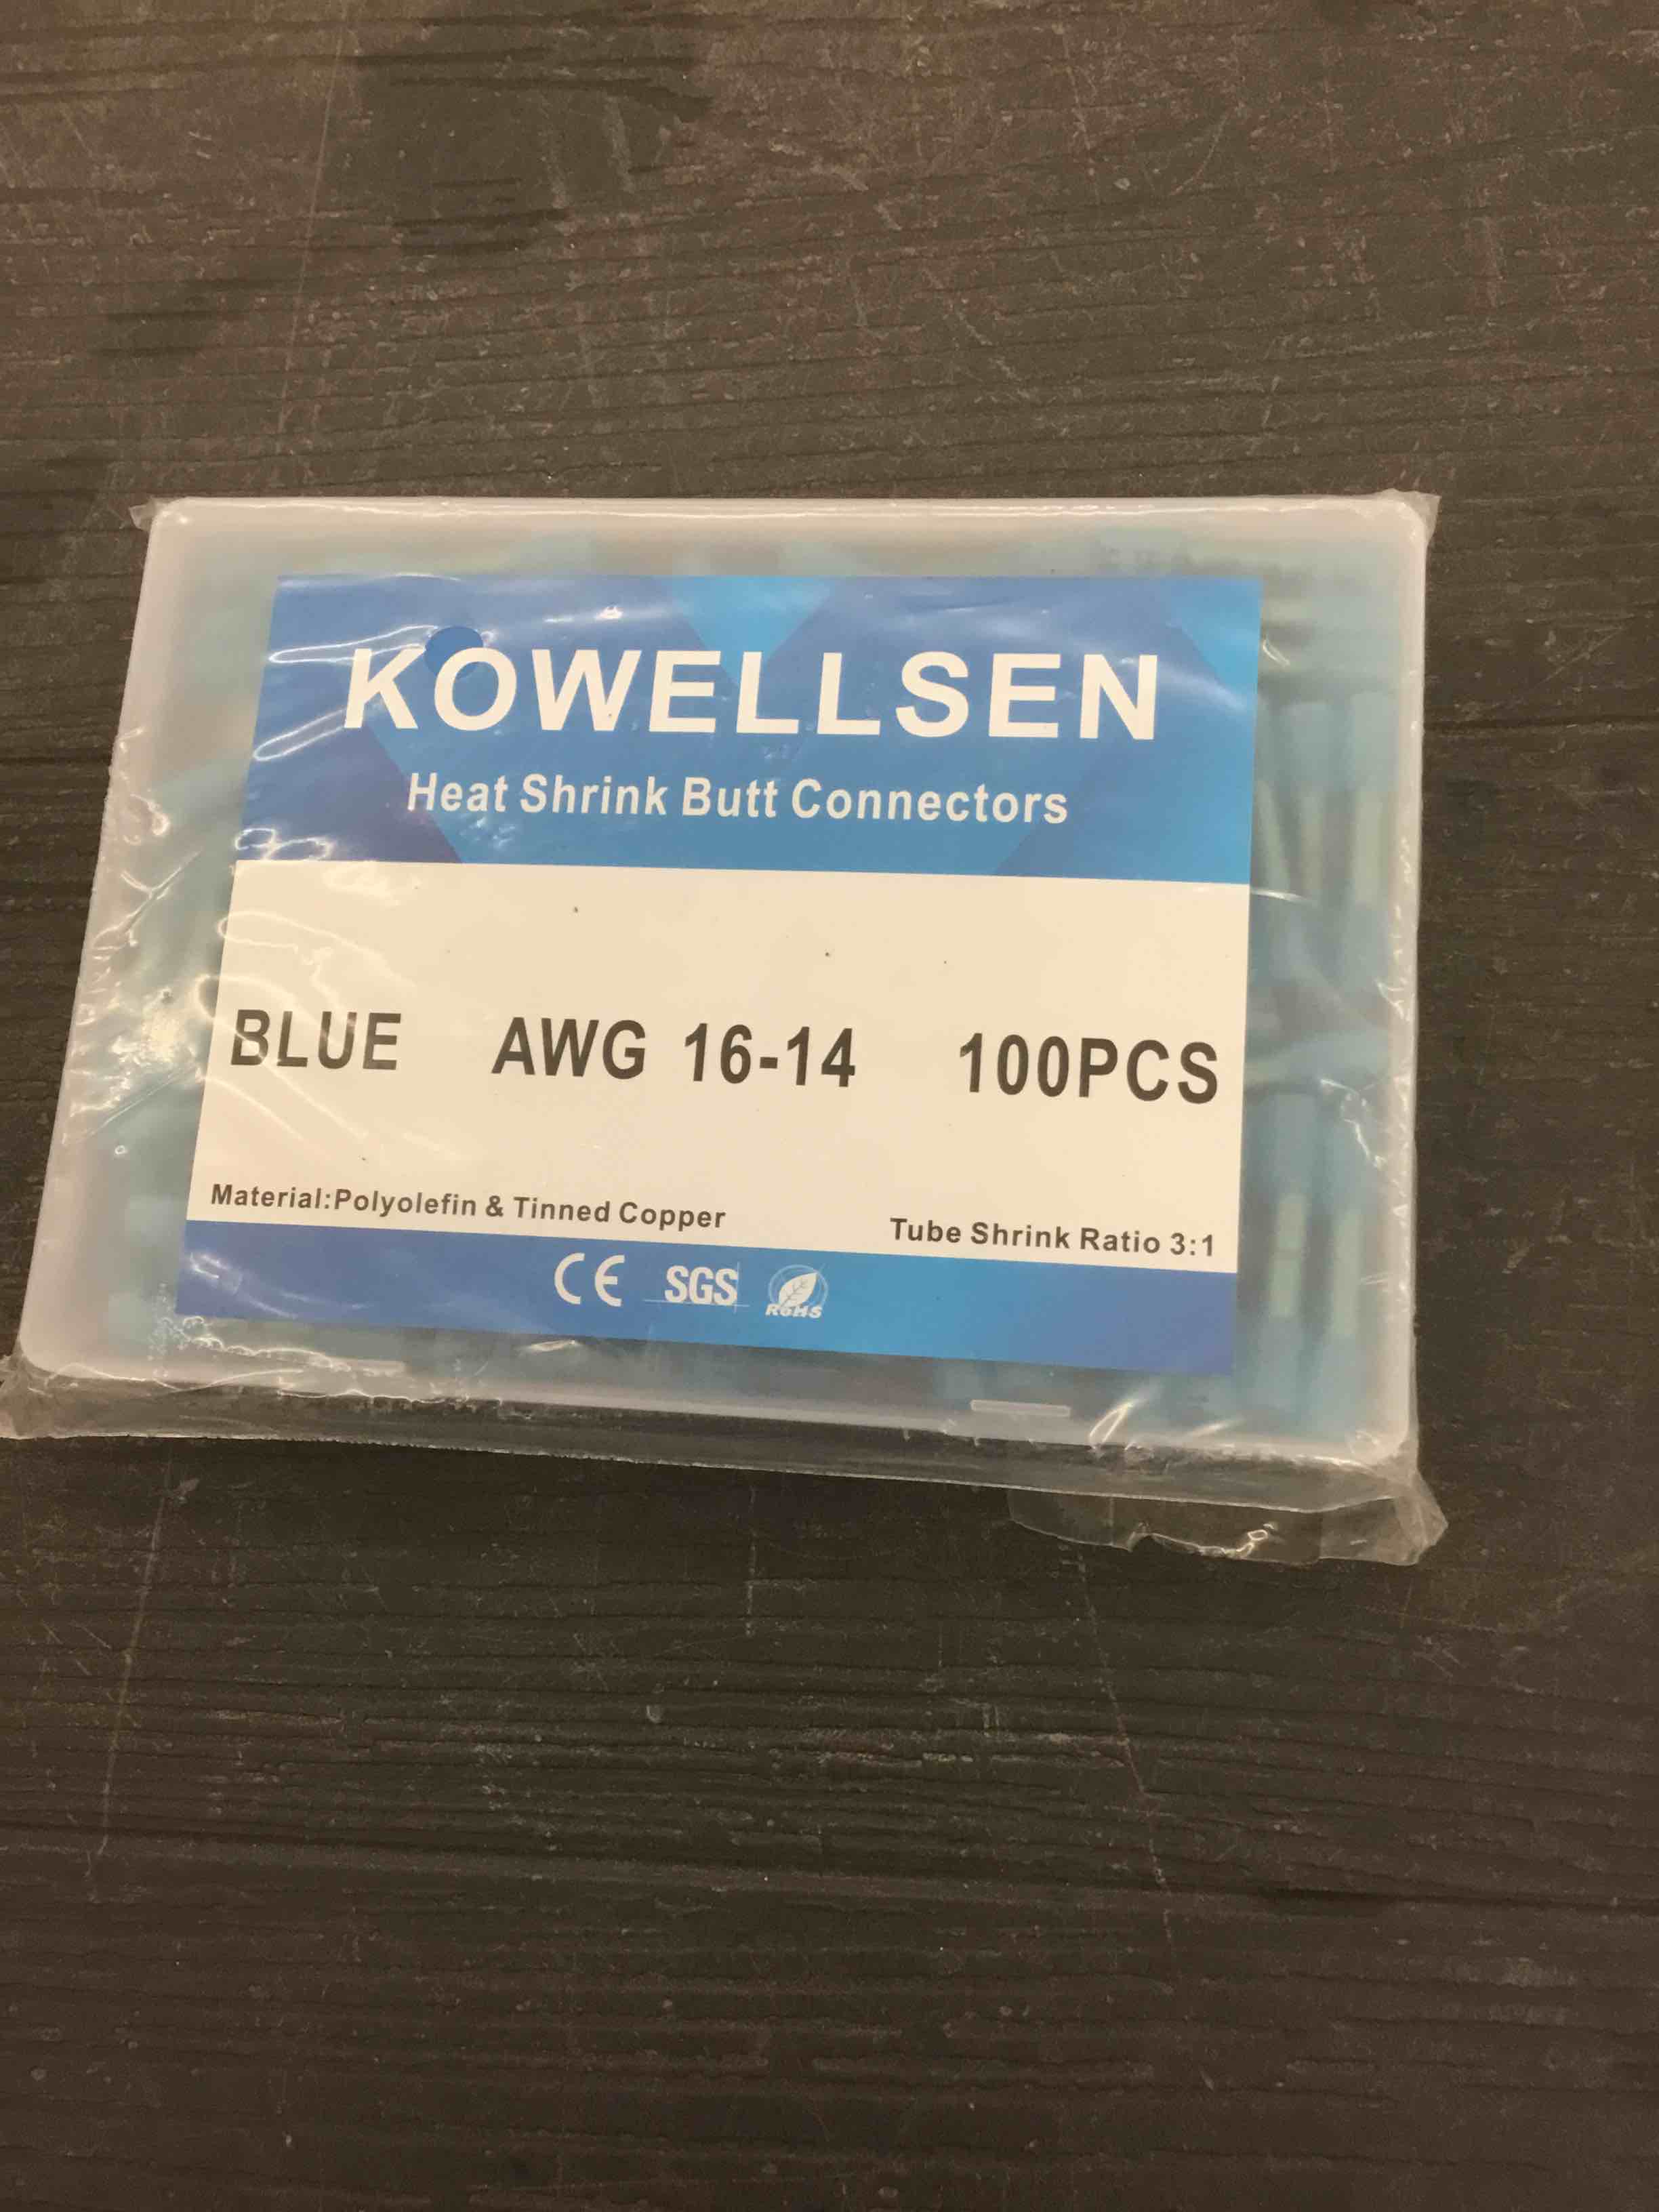 KOWELLSEN
Heat Shrink Butt Connectors
BLUE AWG 16-14 100PCS
Material:Polyolefin & Tinned Copper Tube Shrink Ratio 3:1
CE SGS RoHS